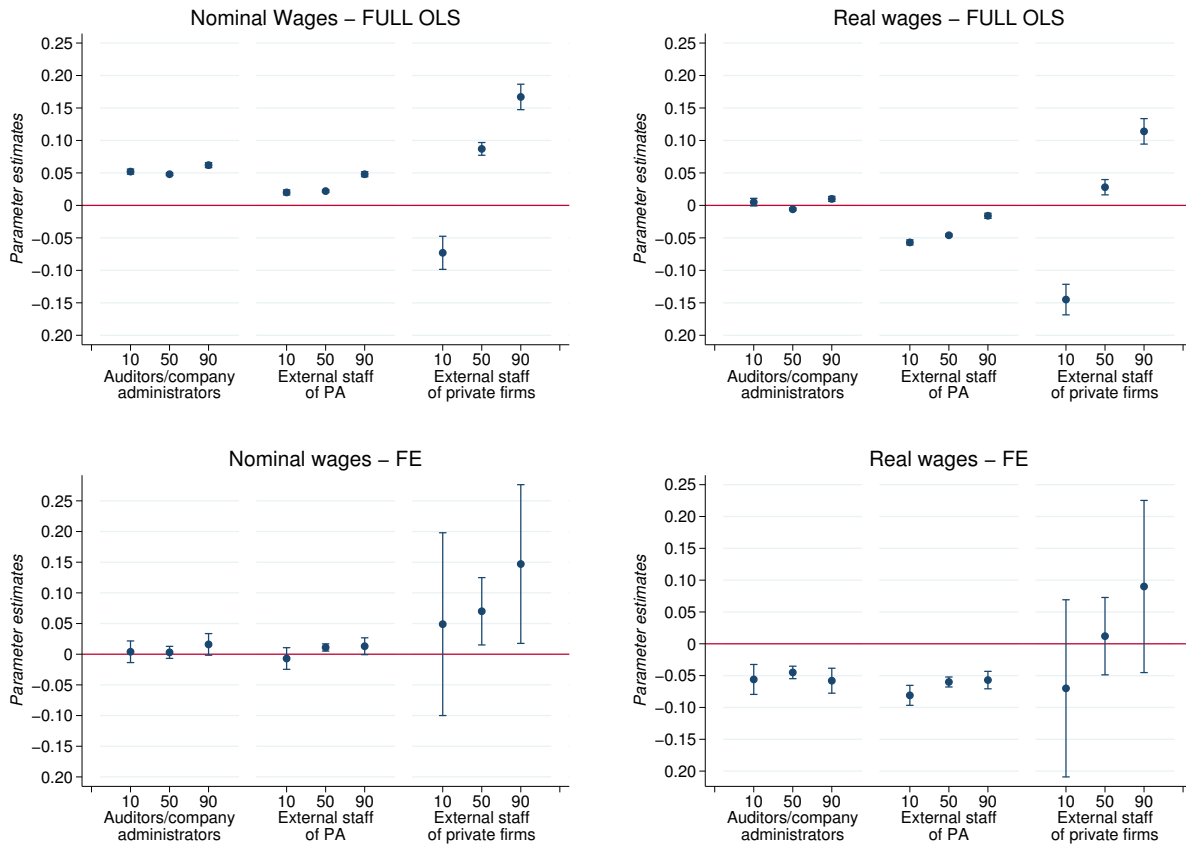 Nominal Wages – FULL OLS
Parameter estimates
0.25
0.20
0.15
0.10
0.05
0
−0.05
−0.10
−0.15
0.20
10 50 90 10 50 90 10 50 90
Auditors/company External staff External staff
administrators of PA of private firms
Real wages – FULL OLS
Parameter estimates
0.25
0.20
0.15
0.10
0.05
0
−0.05
−0.10
−0.15
0.20
10 50 90 10 50 90 10 50 90
Auditors/company External staff External staff
administrators of PA of private firms
Nominal wages – FE
Parameter estimates
0.25
0.20
0.15
0.10
0.05
0
−0.05
−0.10
−0.15
0.20
10 50 90 10 50 90 10 50 90
Auditors/company External staff External staff
administrators of PA of private firms
Real wages – FE
Parameter estimates
0.25
0.20
0.15
0.10
0.05
0
−0.05
−0.10
−0.15
0.20
10 50 90 10 50 90 10 50 90
Auditors/company External staff External staff
administrators of PA of private firms